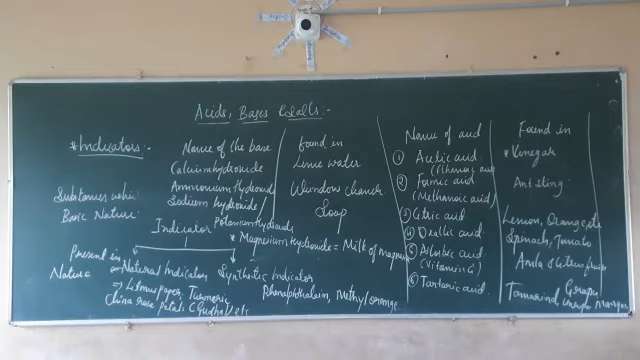 Acids, Bases & Salts:-
* Indicators:-
Name of the base
Found in
Calcium hydroxide
Lime water
Ammonium Hydroxide
Window cleaner
Sodium hydroxide /
Potassium hydroxide
Soap
* Magnesium hydroxide = Milk of magnesia
Basic Nature:
Indicator
Present in
Nature
Natural Indicator
Synthetic Indicator
→ Litmus paper, Turmeric
China rose petals (Gudhal) etc
Phenolphthalein, Methyl orange.
Name of acid
Found in
① Acetic acid
(Ethanoic acid)
* Vinegar
② Formic acid
(Methanoic acid)
Ant sting.
③ Citric acid
Lemon, Orange etc
④ Oxalic acid
Spinach, Tomato
⑤ Ascorbic acid
(Vitamin C)
Amla, Citrus fruits
⑥ Tartaric acid.
Tamarind, Grapes, unripe mangoes